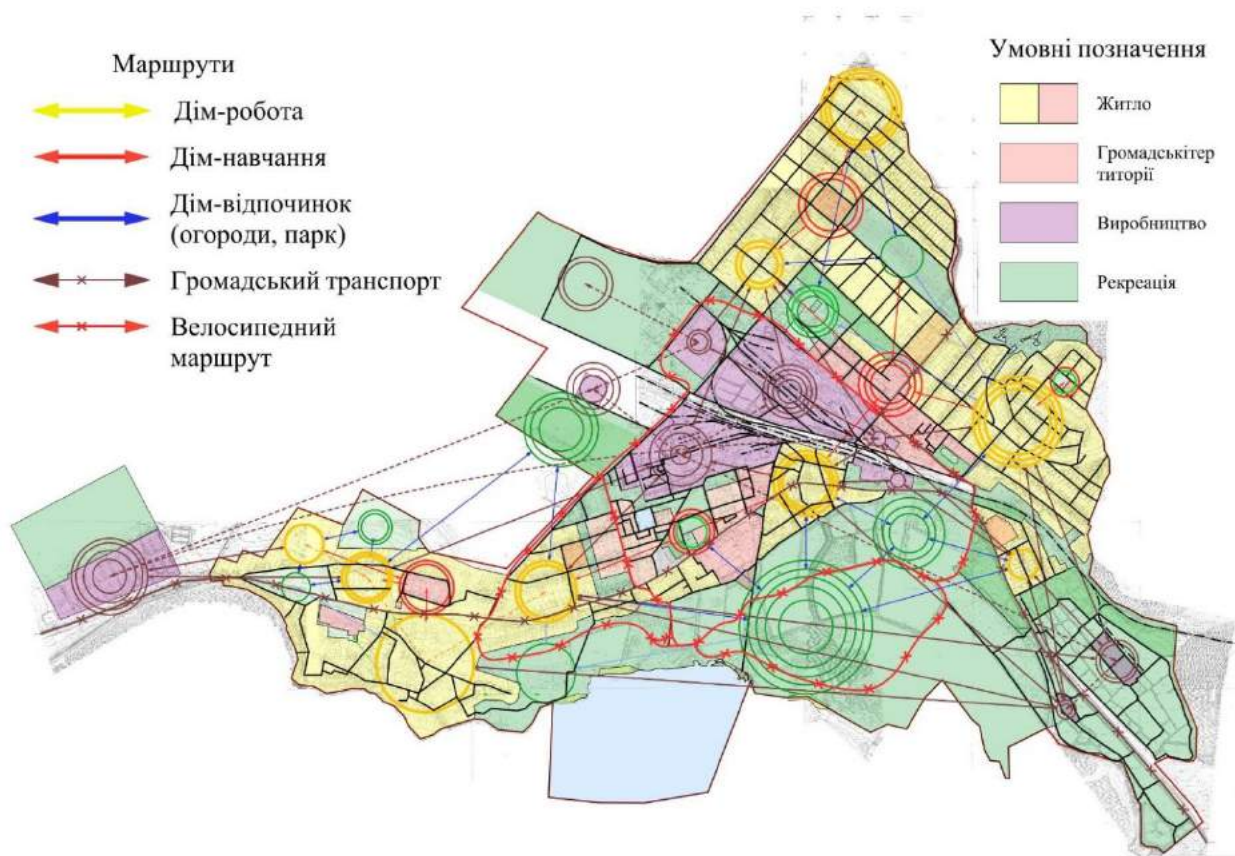 Маршрути
Дім-робота
Дім-навчання
Дім-відпочинок
(огороди, парк)
Громадський транспорт
Велосипедний
маршрут
Умовні позначення
Житло
Громадськітер
титорії
Виробництво
Рекреація